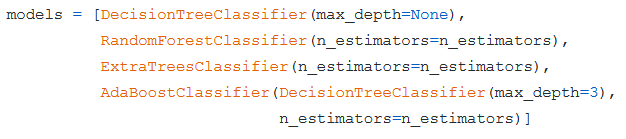 models = [DecisionTreeClassifier(max_depth=None),
          RandomForestClassifier(n_estimators=n_estimators),
          ExtraTreesClassifier(n_estimators=n_estimators),
          AdaBoostClassifier(DecisionTreeClassifier(max_depth=3),
                             n_estimators=n_estimators)]